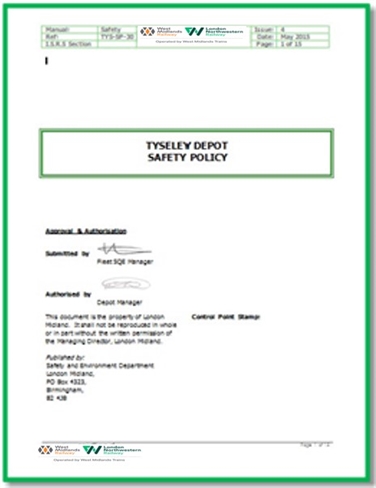 Manual: Safety West Midlands Railway London Northwestern Railway Issue: 4
Ref: TYS-SP-30 Date: May 2015
I.S.R.S Section Operated by West Midlands Trains Page: 1 of 15
TYSELEY DEPOT
SAFETY POLICY
Approval & Authorisation
Submitted by
Fleet SQE Manager
Authorised by
Depot Manager
This document is the property of London
Midland. It shall not be reproduced in whole
or in part without the written permission of
the Managing Director, London Midland.
Control Point Stamp:
Published by:
Safety and Environment Department
London Midland,
PO Box 4323,
Birmingham,
B2 4JB
West Midlands Railway London Northwestern Railway
Operated by West Midlands Trains